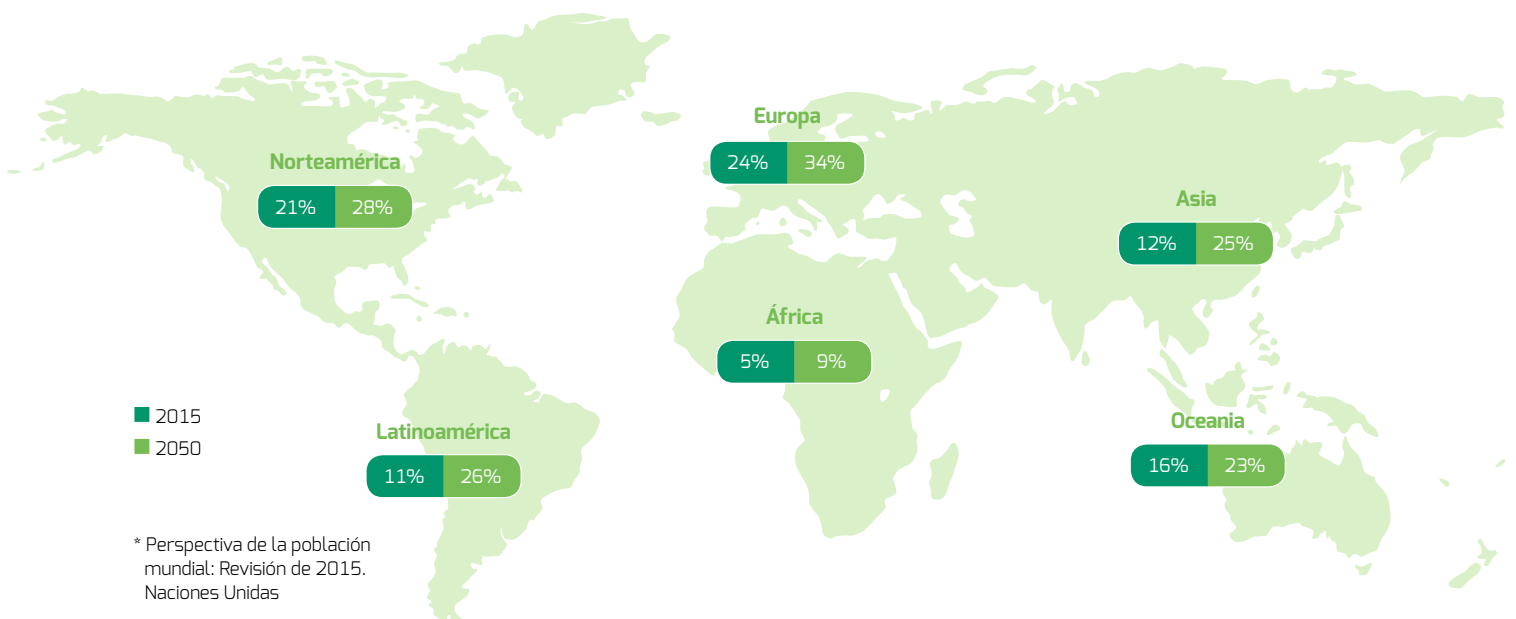 Europa
24% 34%
Norteamérica
21% 28%
Asia
12% 25%
África
5% 9%
2015
2050
Latinoamérica
11% 26%
Oceania
16% 23%
* Perspectiva de la población
mundial: Revisión de 2015.
Naciones Unidas